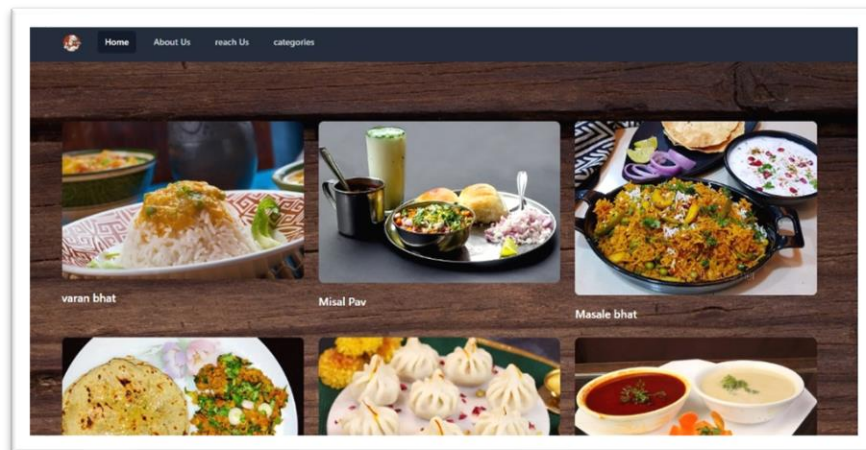 Home About Us reach Us categories
varan bhat
Misal Pav
Masale bhat